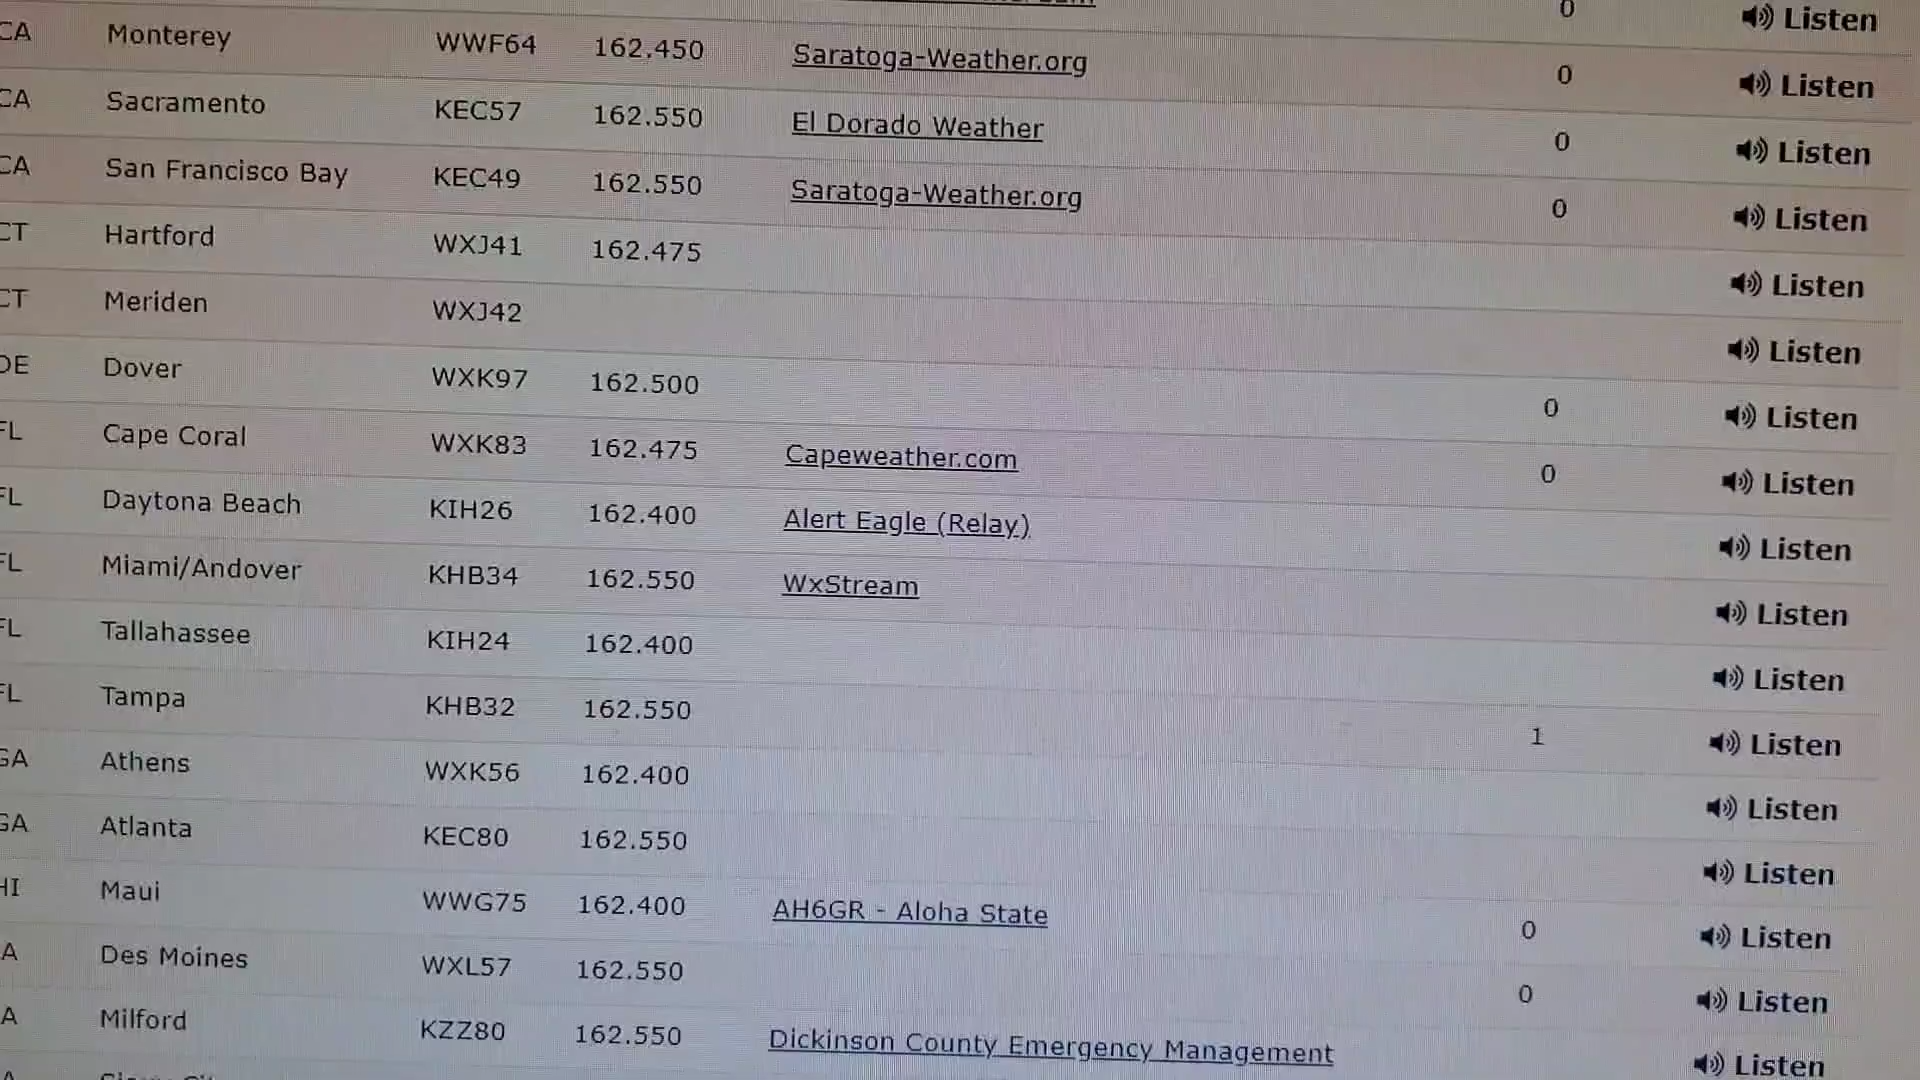 0 Listen
CA Monterey WWF64 162.450 Saratoga-Weather.org 0 Listen
CA Sacramento KEC57 162.550 El Dorado Weather 0 Listen
CA San Francisco Bay KEC49 162.550 Saratoga-Weather.org 0 Listen
CT Hartford WXJ41 162.475 Listen
CT Meriden WXJ42 Listen
DE Dover WXK97 162.500 0 Listen
FL Cape Coral WXK83 162.475 Capeweather.com 0 Listen
FL Daytona Beach KIH26 162.400 Alert Eagle (Relay) Listen
FL Miami/Andover KHB34 162.550 WxStream Listen
FL Tallahassee KIH24 162.400 Listen
FL Tampa KHB32 162.550 1 Listen
GA Athens WXK56 162.400 Listen
GA Atlanta KEC80 162.550 Listen
HI Maui WWG75 162.400 AH6GR - Aloha State 0 Listen
A Des Moines WXL57 162.550 0 Listen
A Milford KZZ80 162.550 Dickinson County Emergency Management Listen